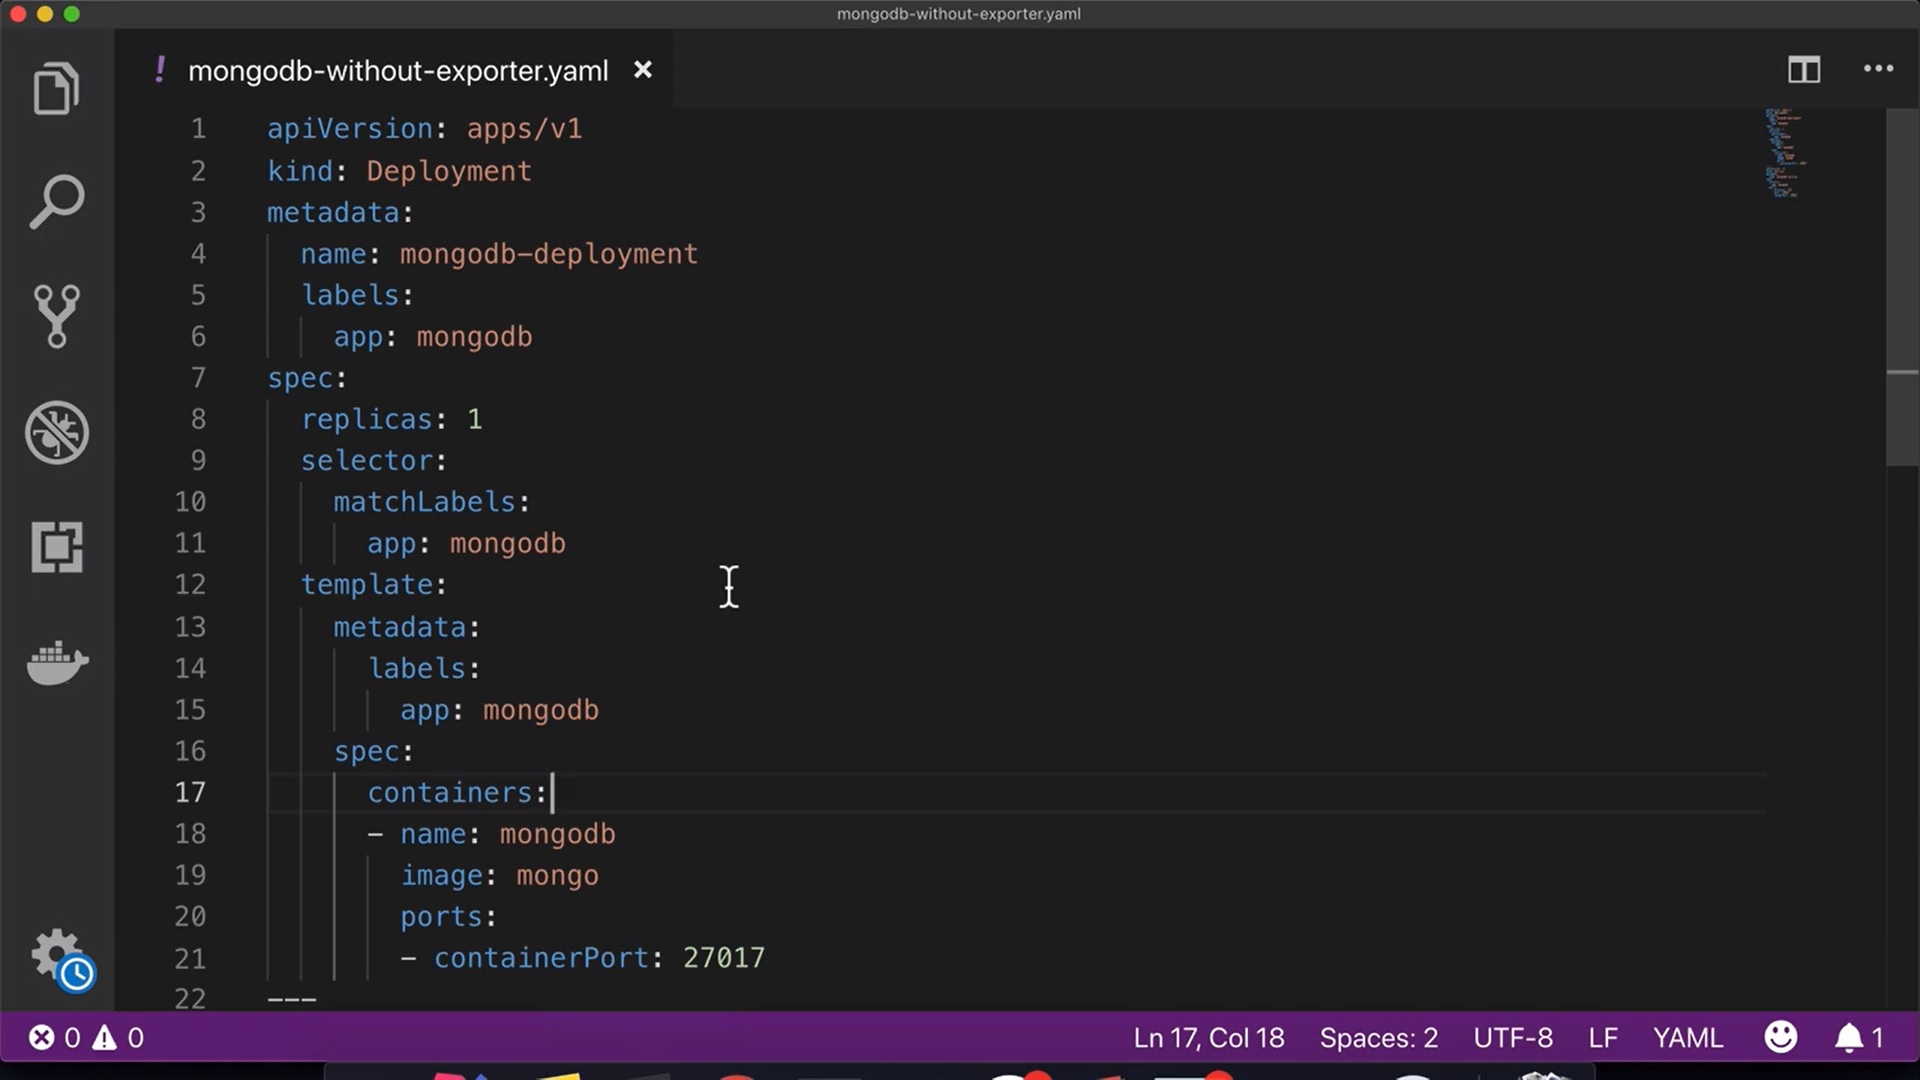 mongodb-without-exporter.yaml
! mongodb-without-exporter.yaml
1 apiVersion: apps/v1
2 kind: Deployment
3 metadata:
4 name: mongodb-deployment
5 labels:
6 app: mongodb
7 spec:
8 replicas: 1
9 selector:
10 matchLabels:
11 app: mongodb
12 template:
13 metadata:
14 labels:
15 app: mongodb
16 spec:
17 containers:
18 - name: mongodb
19 image: mongo
20 ports:
21 - containerPort: 27017
22 ---
0 0 Ln 17, Col 18 Spaces: 2 UTF-8 LF YAML 1